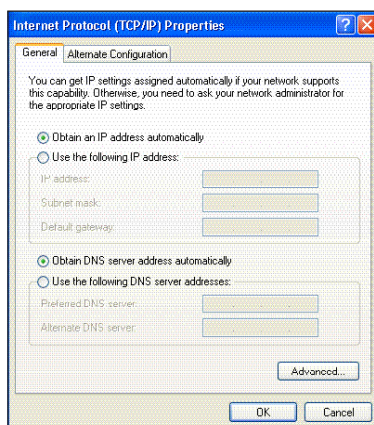 Internet Protocol (TCP/IP) Properties
General
Alternate Configuration
You can get IP settings assigned automatically if your network supports
this capability. Otherwise, you need to ask your network administrator for
the appropriate IP settings.
Obtain an IP address automatically
Use the following IP address:
IP address:
Subnet mask:
Default gateway:
Obtain DNS server address automatically
Use the following DNS server addresses:
Preferred DNS server:
Alternate DNS server:
Advanced...
OK
Cancel